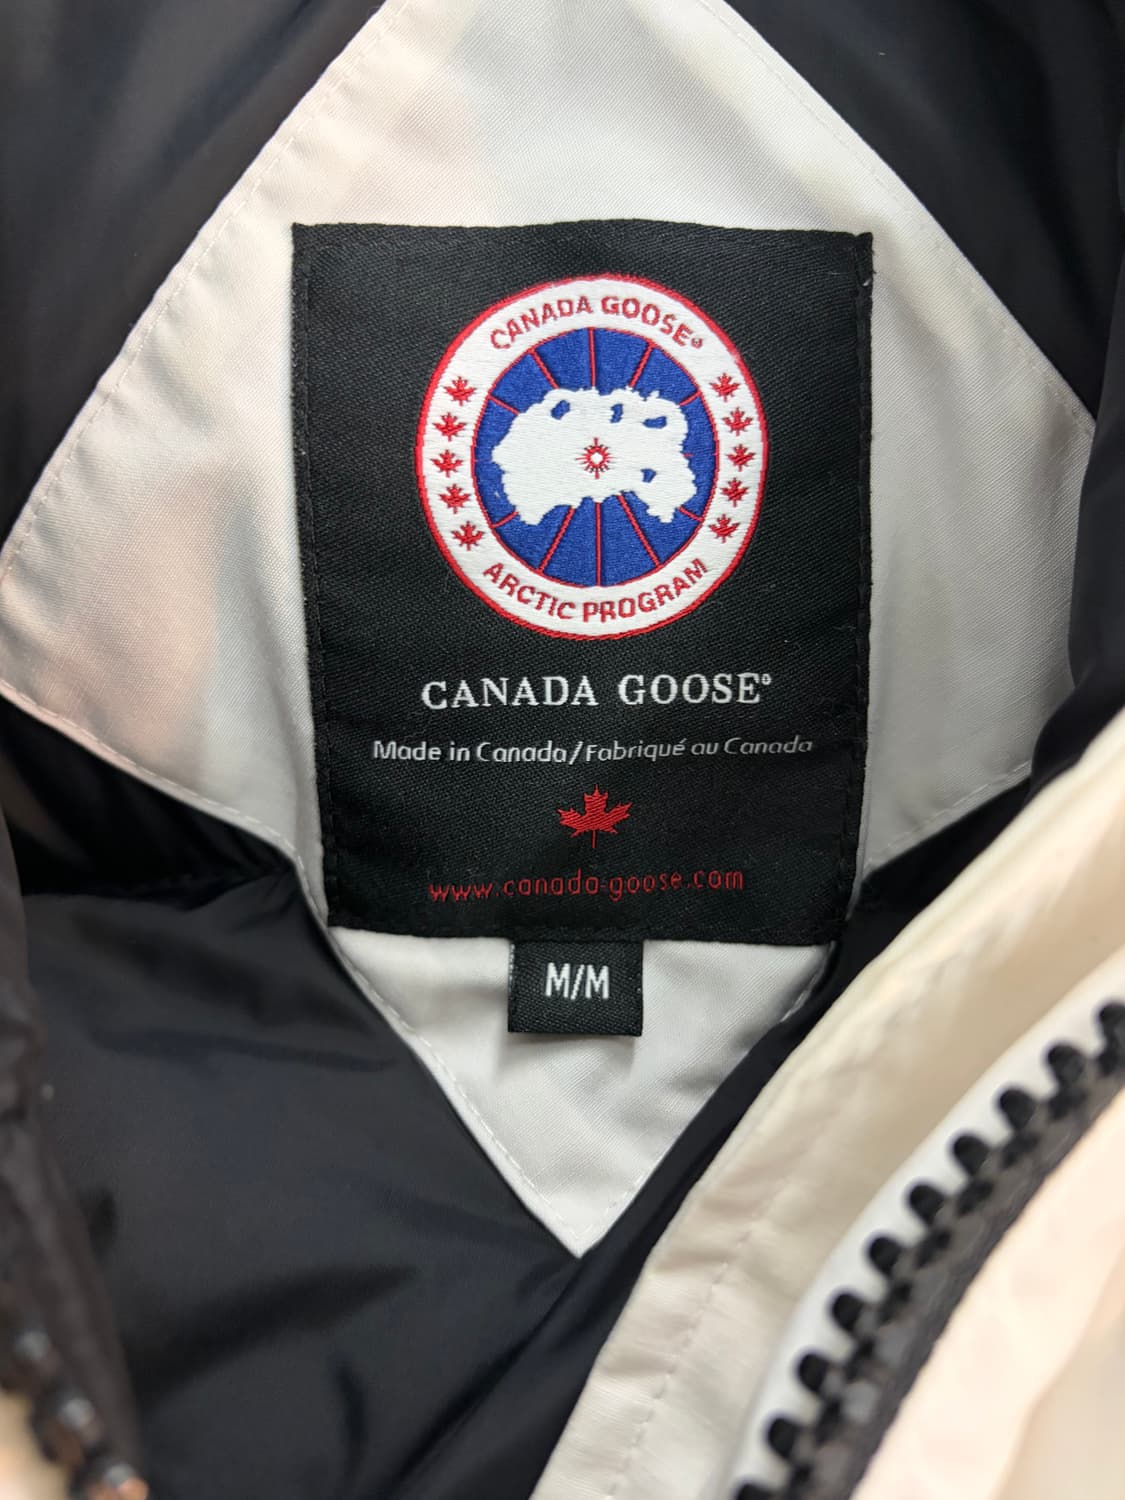 CANADA GOOSE®
ARCTIC PROGRAM
CANADA GOOSE®
Made in Canada/Fabriqué au Canada
www.canada-goose.com
M/M